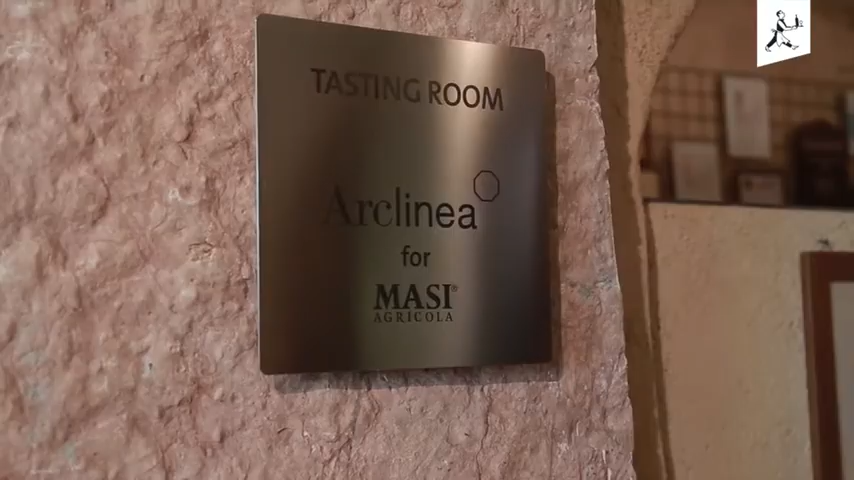 TASTING ROOM
Arclinea
for
MASI®
AGRICOLA